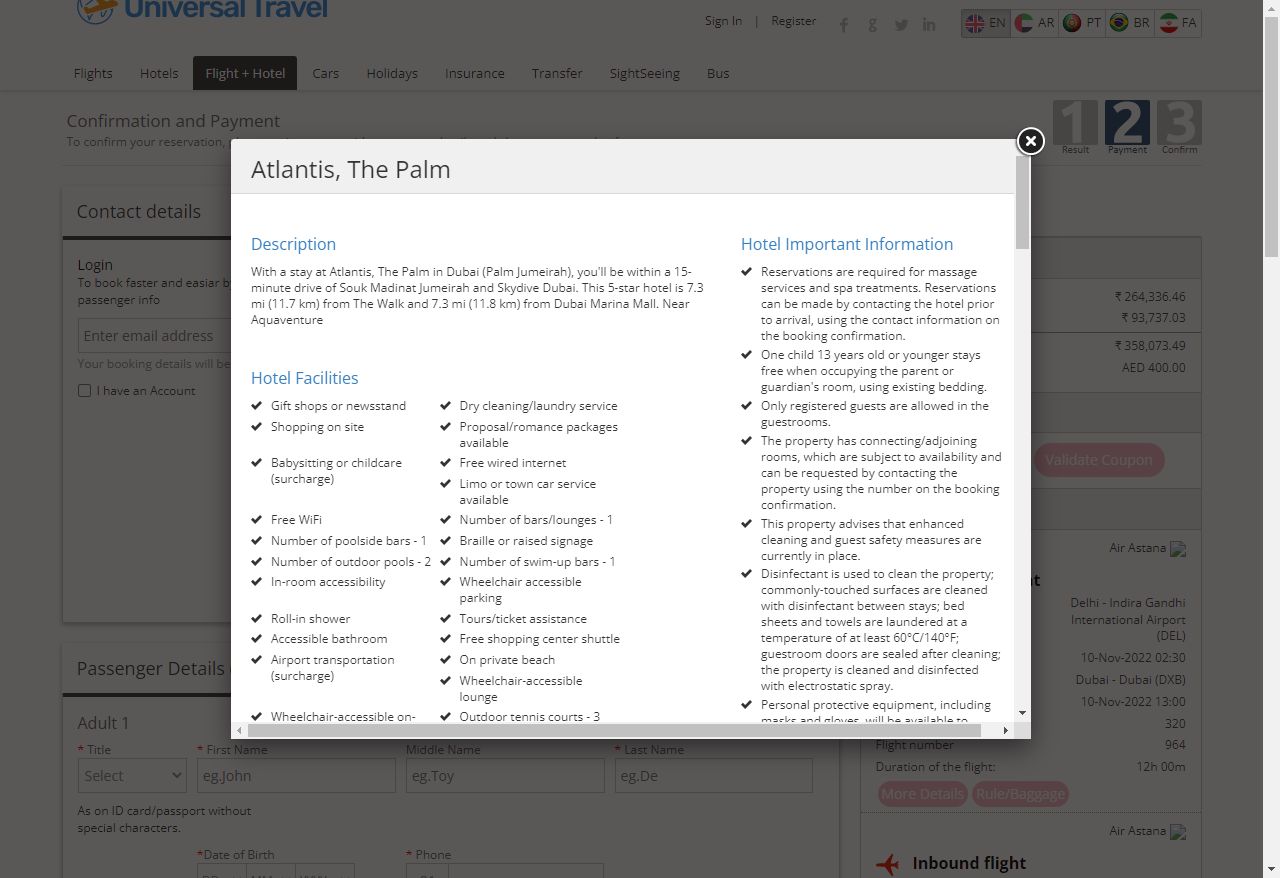 Universal Travel
Sign In | Register
EN AR PT BR FA
Flights Hotels Flight + Hotel Cars Holidays Insurance Transfer SightSeeing Bus
Confirmation and Payment
To confirm your reservation,
1 2 3
Result Payment Confirm
Atlantis, The Palm
Description
With a stay at Atlantis, The Palm in Dubai (Palm Jumeirah), you'll be within a 15-
minute drive of Souk Madinat Jumeirah and Skydive Dubai. This 5-star hotel is 7.3
mi (11.7 km) from The Walk and 7.3 mi (11.8 km) from Dubai Marina Mall. Near
Aquaventure
Hotel Facilities
Gift shops or newsstand
Dry cleaning/laundry service
Shopping on site
Proposal/romance packages
available
Babysitting or childcare
(surcharge)
Free wired internet
Limo or town car service
available
Free WiFi
Number of bars/lounges - 1
Number of poolside bars - 1
Braille or raised signage
Number of outdoor pools - 2
Number of swim-up bars - 1
In-room accessibility
Wheelchair accessible
parking
Roll-in shower
Tours/ticket assistance
Accessible bathroom
Free shopping center shuttle
Airport transportation
(surcharge)
On private beach
Wheelchair-accessible
lounge
Wheelchair-accessible on-
Outdoor tennis courts - 3
Hotel Important Information
Reservations are required for massage
services and spa treatments. Reservations
can be made by contacting the hotel prior
to arrival, using the contact information on
the booking confirmation.
One child 13 years old or younger stays
free when occupying the parent or
guardian's room, using existing bedding.
Only registered guests are allowed in the
guestrooms.
The property has connecting/adjoining
rooms, which are subject to availability and
can be requested by contacting the
property using the number on the booking
confirmation.
This property advises that enhanced
cleaning and guest safety measures are
currently in place.
Disinfectant is used to clean the property;
commonly-touched surfaces are cleaned
with disinfectant between stays; bed
sheets and towels are laundered at a
temperature of at least 60°C/140°F;
guestroom doors are sealed after cleaning;
the property is cleaned and disinfected
with electrostatic spray.
Personal protective equipment, including
masks and gloves, will be available to
Contact details
Login
To book faster and easiar b
passenger info
Enter email address
Your booking details will be
I have an Account
Passenger Details
Adult 1
* Title * First Name Middle Name * Last Name
Select eg.John eg.Toy eg.De
As on ID card/passport without
special characters.
*Date of Birth * Phone
₹ 264,336.46
₹ 93,737.03
₹ 358,073.49
AED 400.00
Validate Coupon
Air Astana
Delhi - Indira Gandhi
International Airport
(DEL)
10-Nov-2022 02:30
Dubai - Dubai (DXB)
10-Nov-2022 13:00
320
Flight number 964
Duration of the flight: 12h 00m
More Details Rule/Baggage
Air Astana
Inbound flight